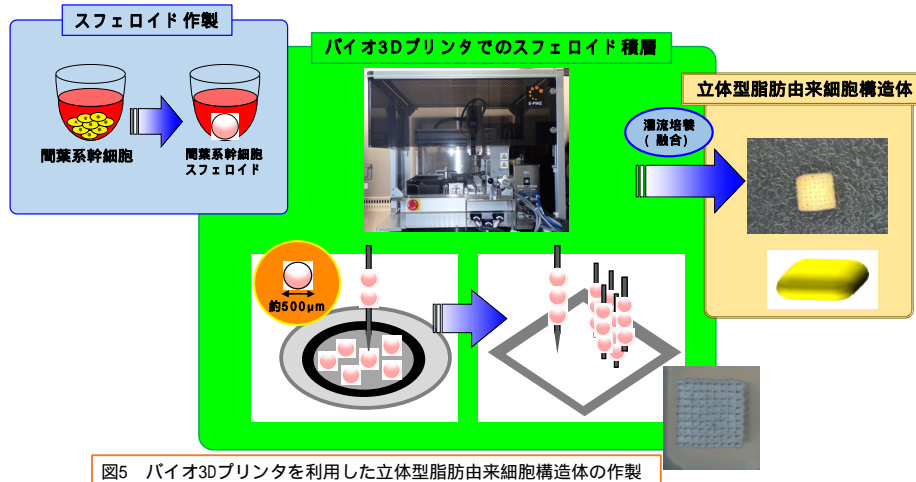 スフェロイド作製
間葉系幹細胞
間葉系幹細胞
スフェロイド
バイオ3Dプリンタでのスフェロイド積層
約500μm
灌流培養
(融合)
立体型脂肪由来細胞構造体
図5 バイオ3Dプリンタを利用した立体型脂肪由来細胞構造体の作製